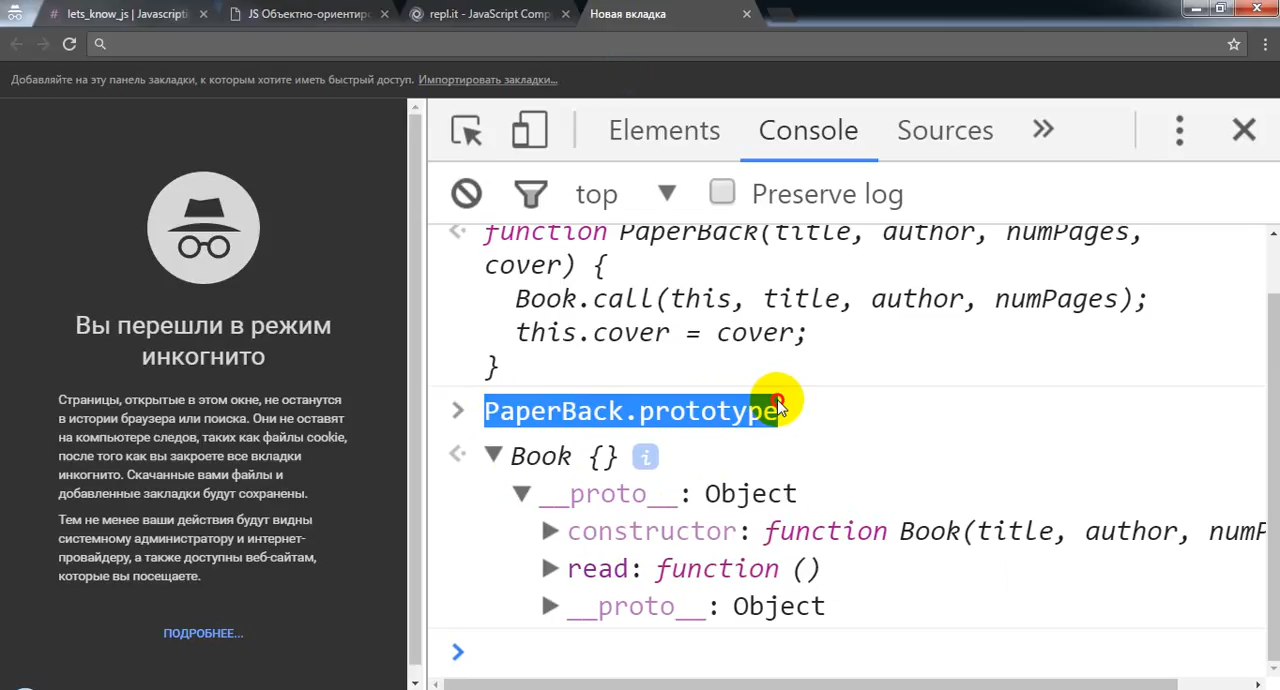 # lets_know_js | Javascript
JS Объектно-ориентир
repl.it - JavaScript Comp
Новая вкладка
Добавляйте на эту панель закладки, к которым хотите иметь быстрый доступ. Импортировать закладки...
Вы перешли в режим
инкогнито
Страницы, открытые в этом окне, не останутся
в истории браузера или поиска. Они не оставят
на компьютере следов, таких как файлы cookie,
после того как вы закроете все вкладки
инкогнито. Скачанные вами файлы и
добавленные закладки будут сохранены.
Тем не менее ваши действия будут видны
системному администратору и интернет-
провайдеру, а также доступны веб-сайтам,
которые вы посещаете.
ПОДРОБНЕЕ...
Elements Console Sources
top Preserve log
function PaperBack(title, author, numPages,
cover) {
Book.call(this, title, author, numPages);
this.cover = cover;
}
PaperBack.prototype
Book {} i
__proto__: Object
constructor: function Book(title, author, numP
read: function ()
__proto__: Object